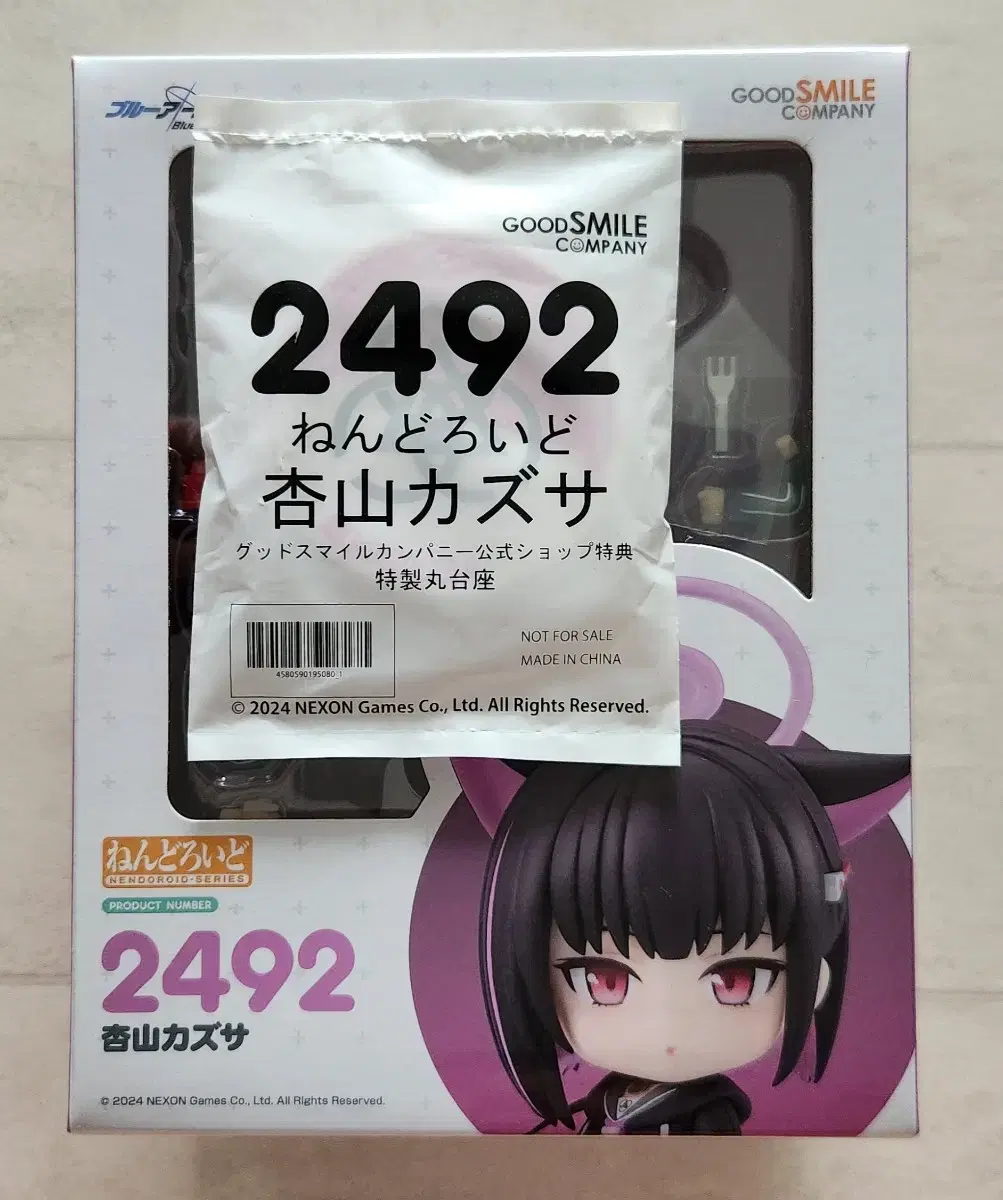 ブルーア
Blue
GOOD SMILE
COMPANY
GOOD SMILE
COMPANY
2492
ねんどろいど
杏山カズサ
グッドスマイルカンパニー公式ショップ特典
特製丸台座
4580590195080 1
NOT FOR SALE
MADE IN CHINA
© 2024 NEXON Games Co., Ltd. All Rights Reserved.
ねんどろいど
NENDOROID-SERIES
PRODUCT NUMBER
2492
杏山カズサ
© 2024 NEXON Games Co., Ltd. All Rights Reserved.